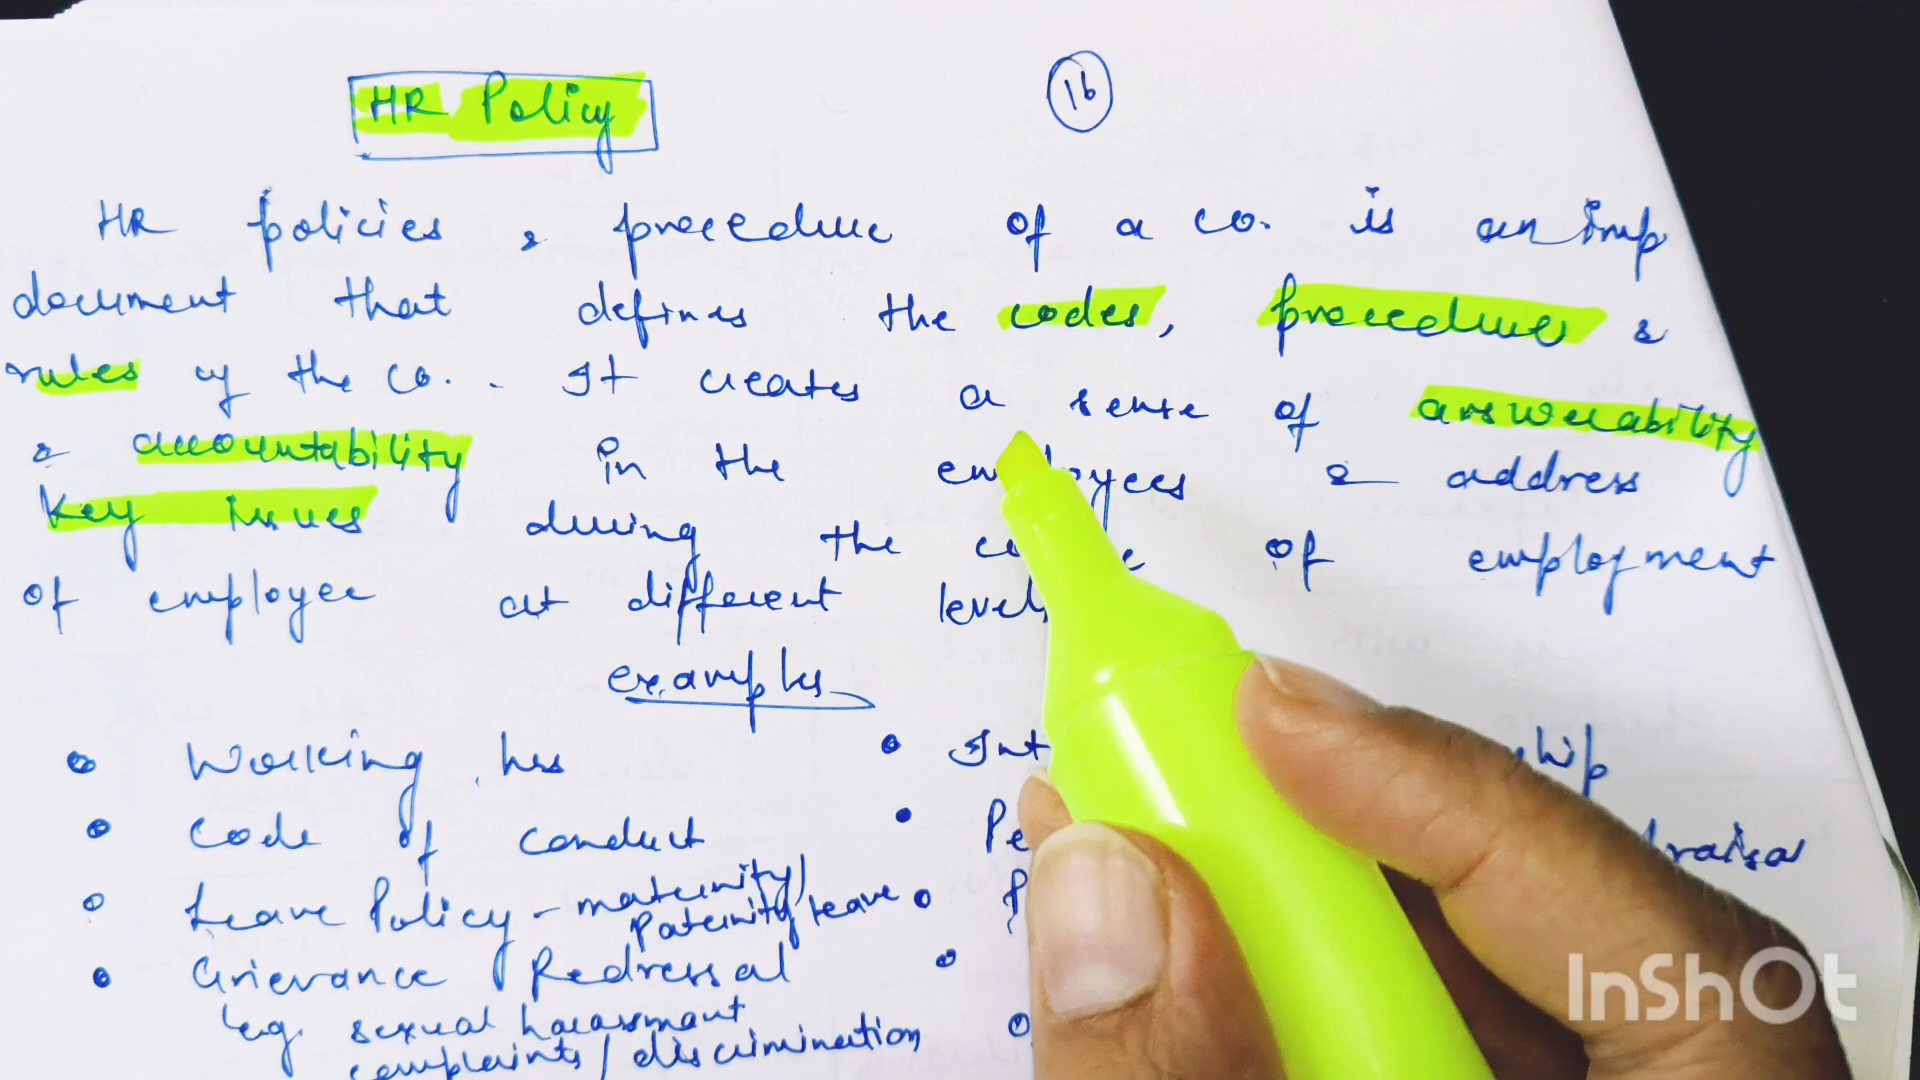 HR Policy
16
HR policies & procedure of a co. is an imp
document that defines the codes, procedure &
rules of the co.. It creates a sense of answerability
& accountability in the employees & address
key issues during the of employment
of employee at different level
examples
• Working hrs
• code of conduct
• Leave Policy - maternity/
paternity leave
• Grievance Redressal
eg. sexual harassment
complaints / discrimination
InShOt